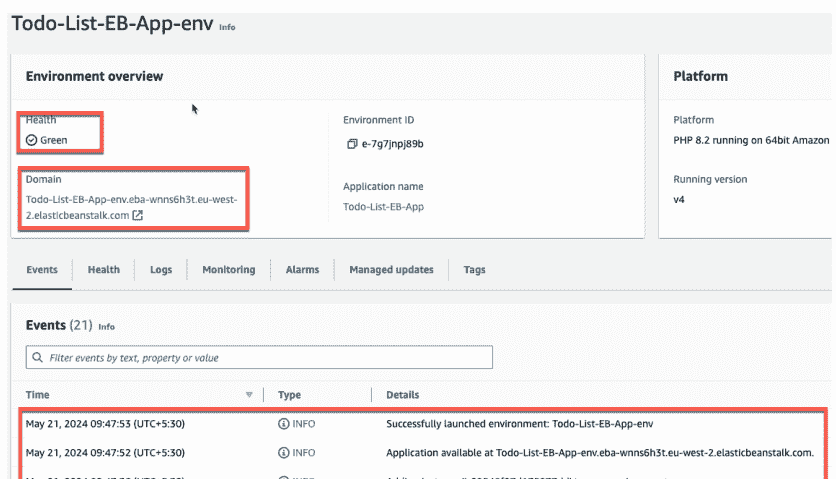 Todo-List-EB-App-env Info
Environment overview
Health
Green
Domain
Todo-List-EB-App-env.eba-wnns6h3t.eu-west-
2.elasticbeanstalk.com
Environment ID
e-7g7jnpj89b
Application name
Todo-List-EB-App
Platform
Platform
PHP 8.2 running on 64bit Amazon
Running version
v4
Events Health Logs Monitoring Alarms Managed updates Tags
Events (21) Info
Filter events by text, property or value
Time Type Details
May 21, 2024 09:47:53 (UTC+5:30) INFO Successfully launched environment: Todo-List-EB-App-env
May 21, 2024 09:47:52 (UTC+5:30) INFO Application available at Todo-List-EB-App-env.eba-wnns6h3t.eu-west-2.elasticbeanstalk.com.